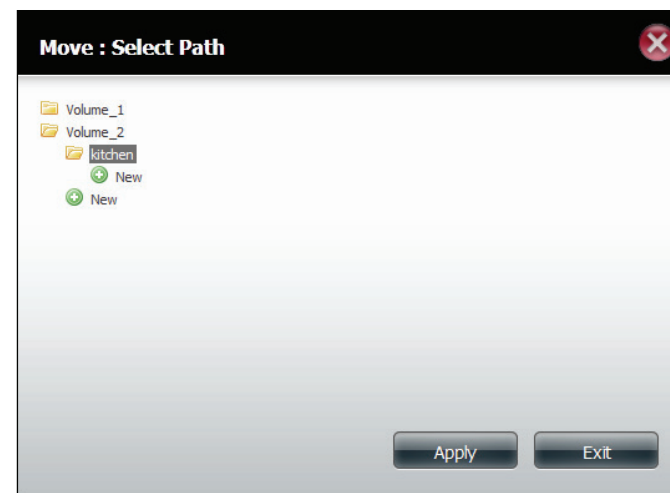 Move : Select Path
Volume_1
Volume_2
kitchen
New
New
Apply Exit